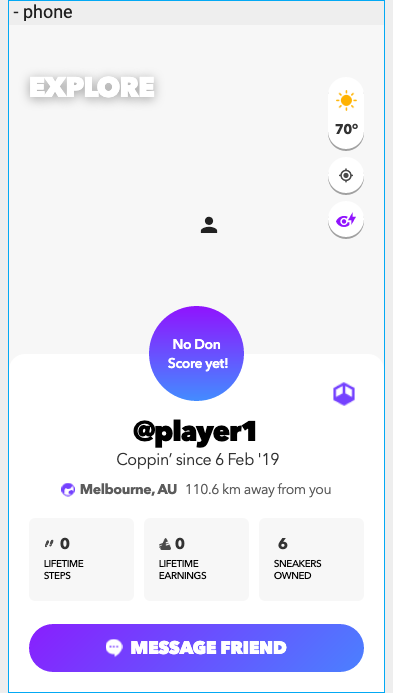 - phone
EXPLORE
70°
No Don
Score yet!
@player1
Coppin’ since 6 Feb '19
Melbourne, AU 110.6 km away from you
0
LIFETIME
STEPS
0
LIFETIME
EARNINGS
6
SNEAKERS
OWNED
MESSAGE FRIEND